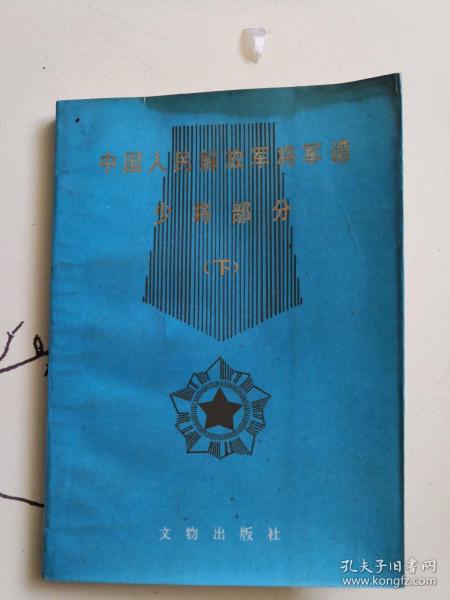 中国人民解放军将军谱
少将部分
（下）
文物出版社
孔夫子旧书网
www.kongfz.com